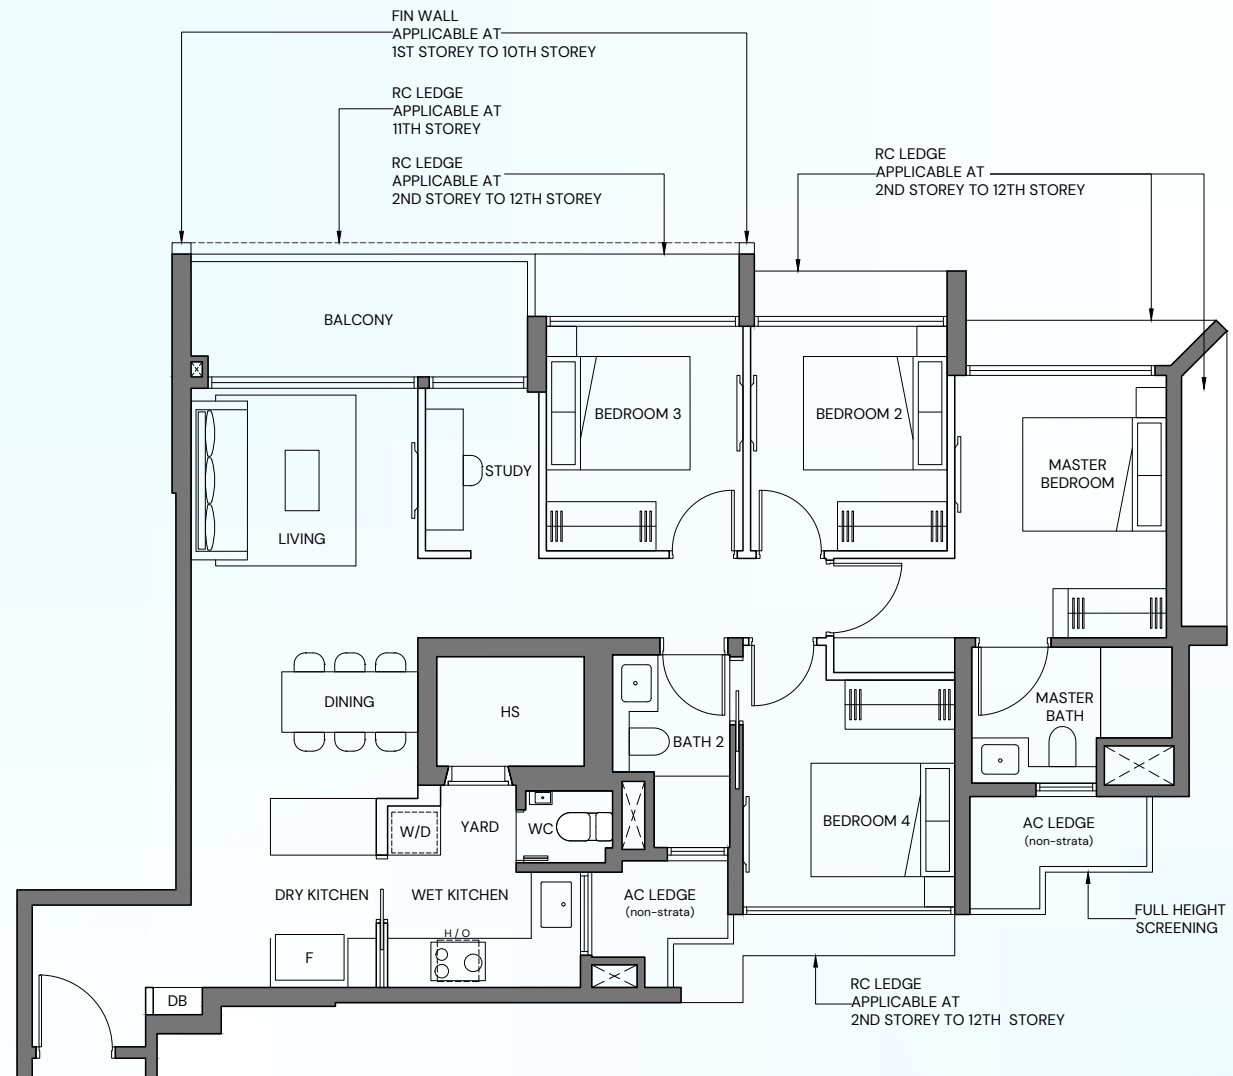 FIN WALL
APPLICABLE AT
1ST STOREY TO 10TH STOREY
RC LEDGE
APPLICABLE AT
11TH STOREY
RC LEDGE
APPLICABLE AT
2ND STOREY TO 12TH STOREY
RC LEDGE
APPLICABLE AT
2ND STOREY TO 12TH STOREY
BALCONY
BEDROOM 3
BEDROOM 2
MASTER
BEDROOM
STUDY
LIVING
DINING
HS
BATH 2
MASTER
BATH
W/D
YARD
WC
BEDROOM 4
AC LEDGE
(non-strata)
DRY KITCHEN
WET KITCHEN
AC LEDGE
(non-strata)
FULL HEIGHT
SCREENING
H/O
F
DB
RC LEDGE
APPLICABLE AT
2ND STOREY TO 12TH STOREY